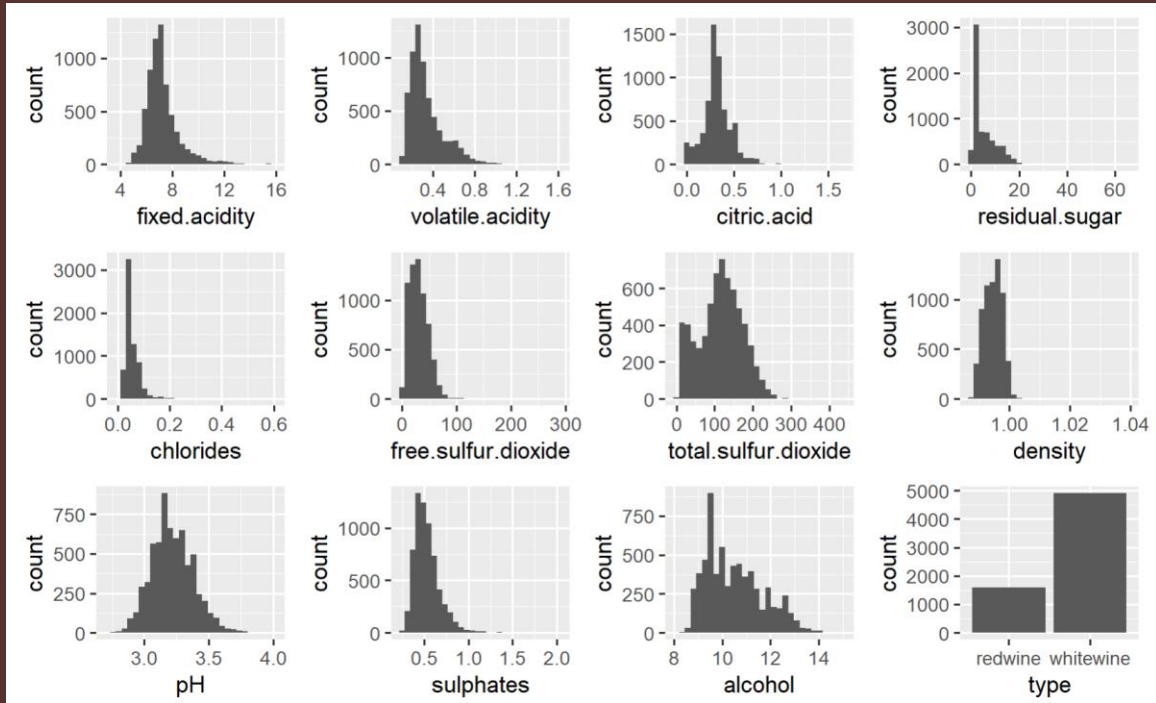 count
1000
500
0
4 8 12 16
fixed.acidity
count
1000
500
0
0.4 0.8 1.2 1.6
volatile.acidity
count
1500
1000
500
0
0.0 0.5 1.0 1.5
citric.acid
count
3000
2000
1000
0
0 20 40 60
residual.sugar
count
3000
2000
1000
0
0.0 0.2 0.4 0.6
chlorides
count
1000
500
0
0 100 200 300
free.sulfur.dioxide
count
600
400
200
0
0 100 200 300 400
total.sulfur.dioxide
count
1000
500
0
1.00 1.02 1.04
density
count
750
500
250
0
3.0 3.5 4.0
pH
count
1000
500
0
0.5 1.0 1.5 2.0
sulphates
count
750
500
250
0
8 10 12 14
alcohol
count
5000
4000
3000
2000
1000
0
redwine whitewine
type